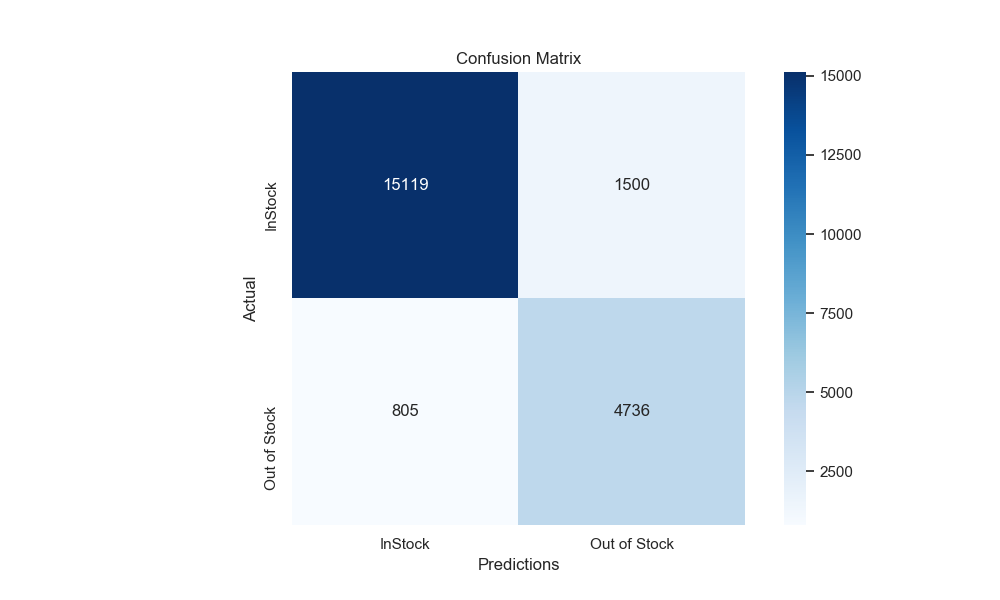 Confusion Matrix
Actual
InStock
Out of Stock
15119
1500
805
4736
InStock
Out of Stock
Predictions
15000
12500
10000
7500
5000
2500